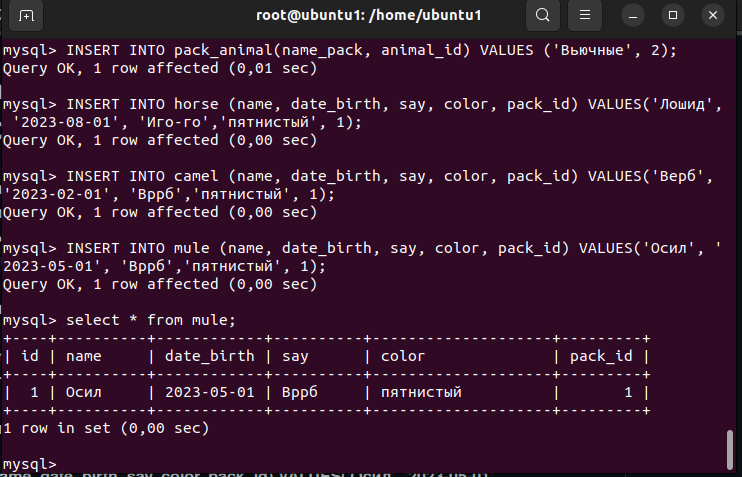 root@ubuntu1: /home/ubuntu1
mysql> INSERT INTO pack_animal(name_pack, animal_id) VALUES ('Вьючные', 2);
Query OK, 1 row affected (0,01 sec)
mysql> INSERT INTO horse (name, date_birth, say, color, pack_id) VALUES('Лошид',
'2023-08-01', 'Иго-го','пятнистый', 1);
Query OK, 1 row affected (0,00 sec)
mysql> INSERT INTO camel (name, date_birth, say, color, pack_id) VALUES('Верб',
'2023-02-01', 'Вррб','пятнистый', 1);
Query OK, 1 row affected (0,00 sec)
mysql> INSERT INTO mule (name, date_birth, say, color, pack_id) VALUES('Осил', '
2023-05-01', 'Вррб','пятнистый', 1);
Query OK, 1 row affected (0,00 sec)
mysql> select * from mule;
+----+----------+------------+----------+--------------------+---------+
| id | name     | date_birth | say      | color              | pack_id |
+----+----------+------------+----------+--------------------+---------+
|  1 | Осил     | 2023-05-01 | Вррб     | пятнистый          |       1 |
+----+----------+------------+----------+--------------------+---------+
1 row in set (0,00 sec)
mysql>